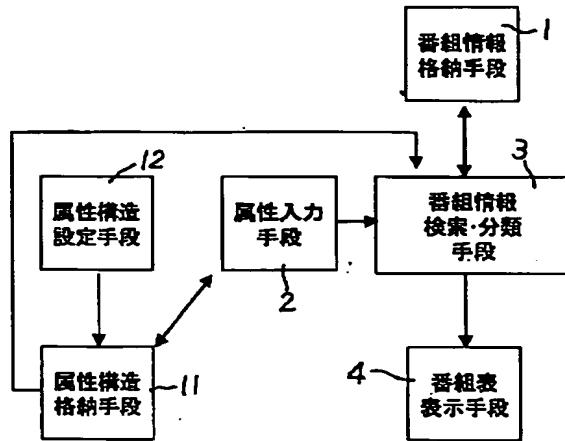 番組情報
格納手段
1
12
属性構造
設定手段
属性入力
手段
2
3
番組情報
検索・分類
手段
属性構造
格納手段
11
4
番組表
表示手段